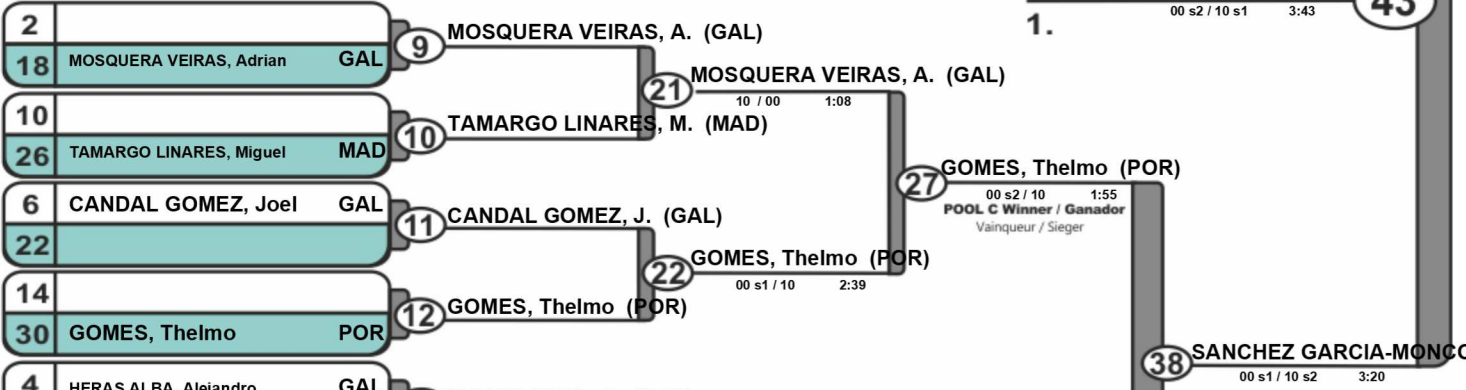 2
18 MOSQUERA VEIRAS, Adrian GAL
10
26 TAMARGO LINARES, Miguel MAD
6 CANDAL GOMEZ, Joel GAL
22
14
30 GOMES, Thelmo POR
4 HERAS ALBA, Alejandro GAL
9 MOSQUERA VEIRAS, A. (GAL)
10 TAMARGO LINARES, M. (MAD)
11 CANDAL GOMEZ, J. (GAL)
12 GOMES, Thelmo (POR)
21 MOSQUERA VEIRAS, A. (GAL)
10 / 00 1:08
22 GOMES, Thelmo (POR)
00 s1 / 10 2:39
27 GOMES, Thelmo (POR)
00 s2 / 10 1:55
POOL C Winner / Ganador
Vainqueur / Sieger
00 s2 / 10 s1 3:43
43
1.
38 SANCHEZ GARCIA-MONCO
00 s1 / 10 s2 3:20